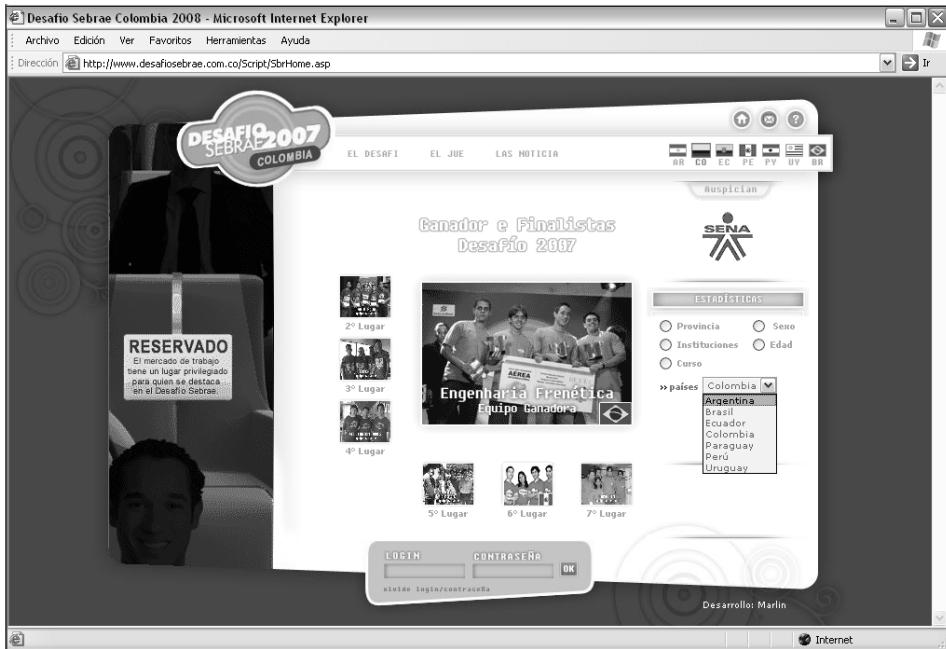 Desafio Sebrae Colombia 2008 - Microsoft Internet Explorer
Archivo Edición Ver Favoritos Herramientas Ayuda
Dirección http://www.desafiosebrae.com.co/Script/SbrHome.asp Ir
DESAFIO
SEBRAE 2007
COLOMBIA
EL DESAFI EL JUE LAS NOTICIA
AR CO EC PE PY UY BR
Auspician
SENA
Ganador e Finalistas
Desafío 2007
2º Lugar
3º Lugar
4º Lugar
AÉREA
Engenharia Frenética
Equipo Ganadora
5º Lugar 6º Lugar 7º Lugar
RESERVADO
El mercado de trabajo
tiene un lugar privilegiado
para quien se destaca
en el Desafío Sebrae.
ESTADÍSTICAS
Provincia Sexo
Instituciones Edad
Curso
›› países Colombia
Argentina
Brasil
Ecuador
Colombia
Paraguay
Perú
Uruguay
LOGIN CONTRASEÑA
OK
olvido login/contraseña
Desarrollo: Marlin
Internet